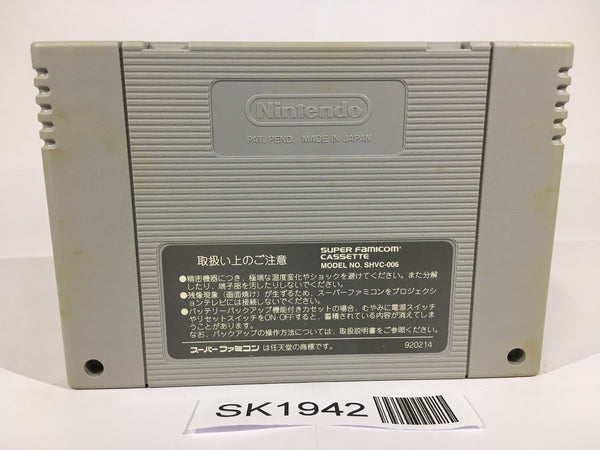 Nintendo
PAT. PEND. MADE IN JAPAN
取扱い上のご注意
SUPER FAMICOM
CASSETTE
MODEL NO. SHVC-006
●精密機器につき、極端な温度変化やショックを避けてください。また分解
したり、端子部を汚したりしないでください。
●残像現象（画面焼け）が生ずるため、スーパーファミコンをプロジェクシ
ョンテレビには接続しないでください。
●バッテリーバックアップ機能付きカセットの場合、むやみに電源スイッチ
やリセットスイッチをON・OFFすると、蓄積されている内容が消えてしま
うことがあります。
なお、バックアップの操作方法については、取扱説明書をご参照ください。
スーパーファミコン は任天堂の商標です。
920214
SK1942